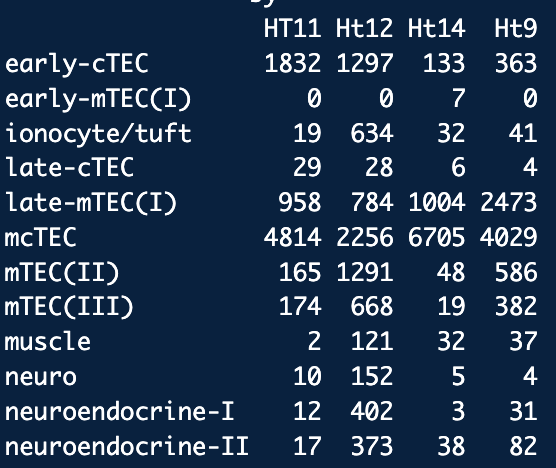 HT11 Ht12 Ht14 Ht9
early-cTEC 1832 1297 133 363
early-mTEC(I) 0 0 7 0
ionocyte/tuft 19 634 32 41
late-cTEC 29 28 6 4
late-mTEC(I) 958 784 1004 2473
mcTEC 4814 2256 6705 4029
mTEC(II) 165 1291 48 586
mTEC(III) 174 668 19 382
muscle 2 121 32 37
neuro 10 152 5 4
neuroendocrine-I 12 402 3 31
neuroendocrine-II 17 373 38 82